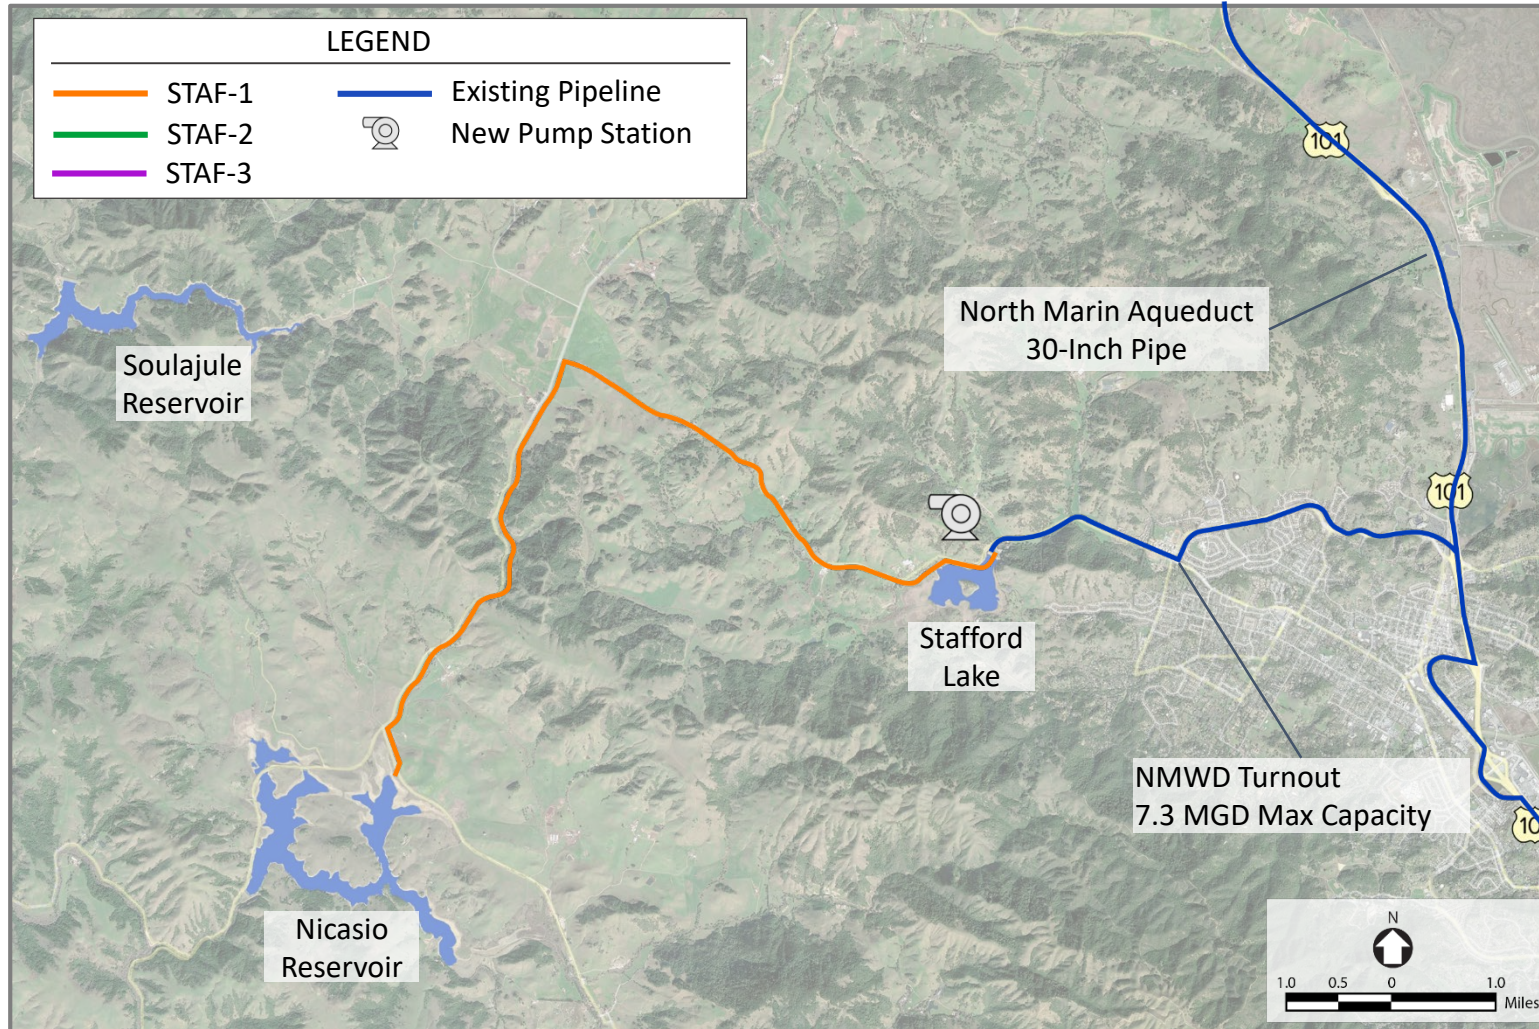 LEGEND
STAF-1
Existing Pipeline
STAF-2
New Pump Station
STAF-3
101
North Marin Aqueduct
30-Inch Pipe
Soulajule
Reservoir
101
Stafford
Lake
NMWD Turnout
7.3 MGD Max Capacity
10
Nicasio
Reservoir
N
1.0 0.5 0 1.0
Miles